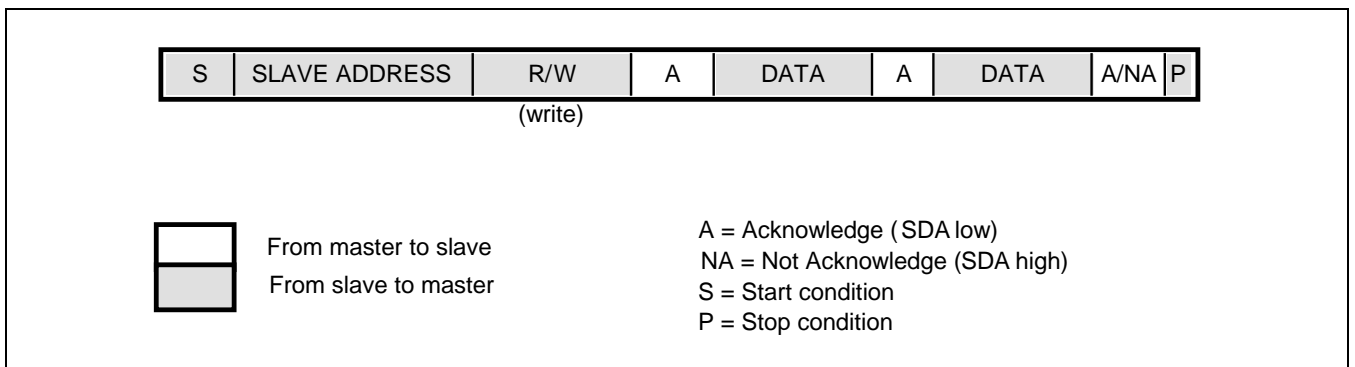 S SLAVE ADDRESS R/W A DATA A DATA A/NA P
(write)
From master to slave
From slave to master
A = Acknowledge (SDA low)
NA = Not Acknowledge (SDA high)
S = Start condition
P = Stop condition